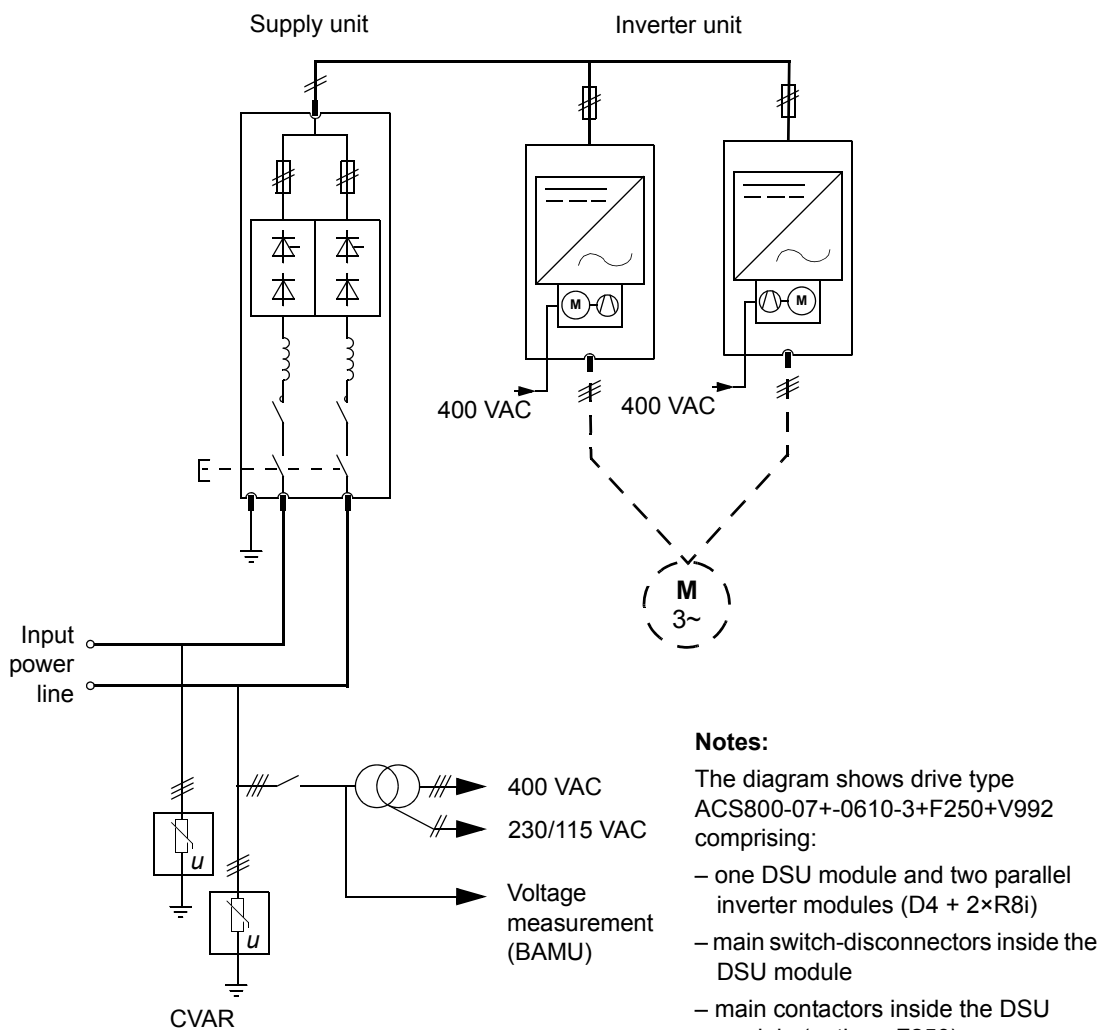 Supply unit
Inverter unit
M
M
400 VAC
400 VAC
M
3~
Input
power
line
u
u
CVAR
400 VAC
230/115 VAC
Voltage
measurement
(BAMU)
Notes:
The diagram shows drive type
ACS800-07+-0610-3+F250+V992
comprising:
– one DSU module and two parallel
inverter modules (D4 + 2×R8i)
– main switch-disconnectors inside the
DSU module
– main contactors inside the DSU